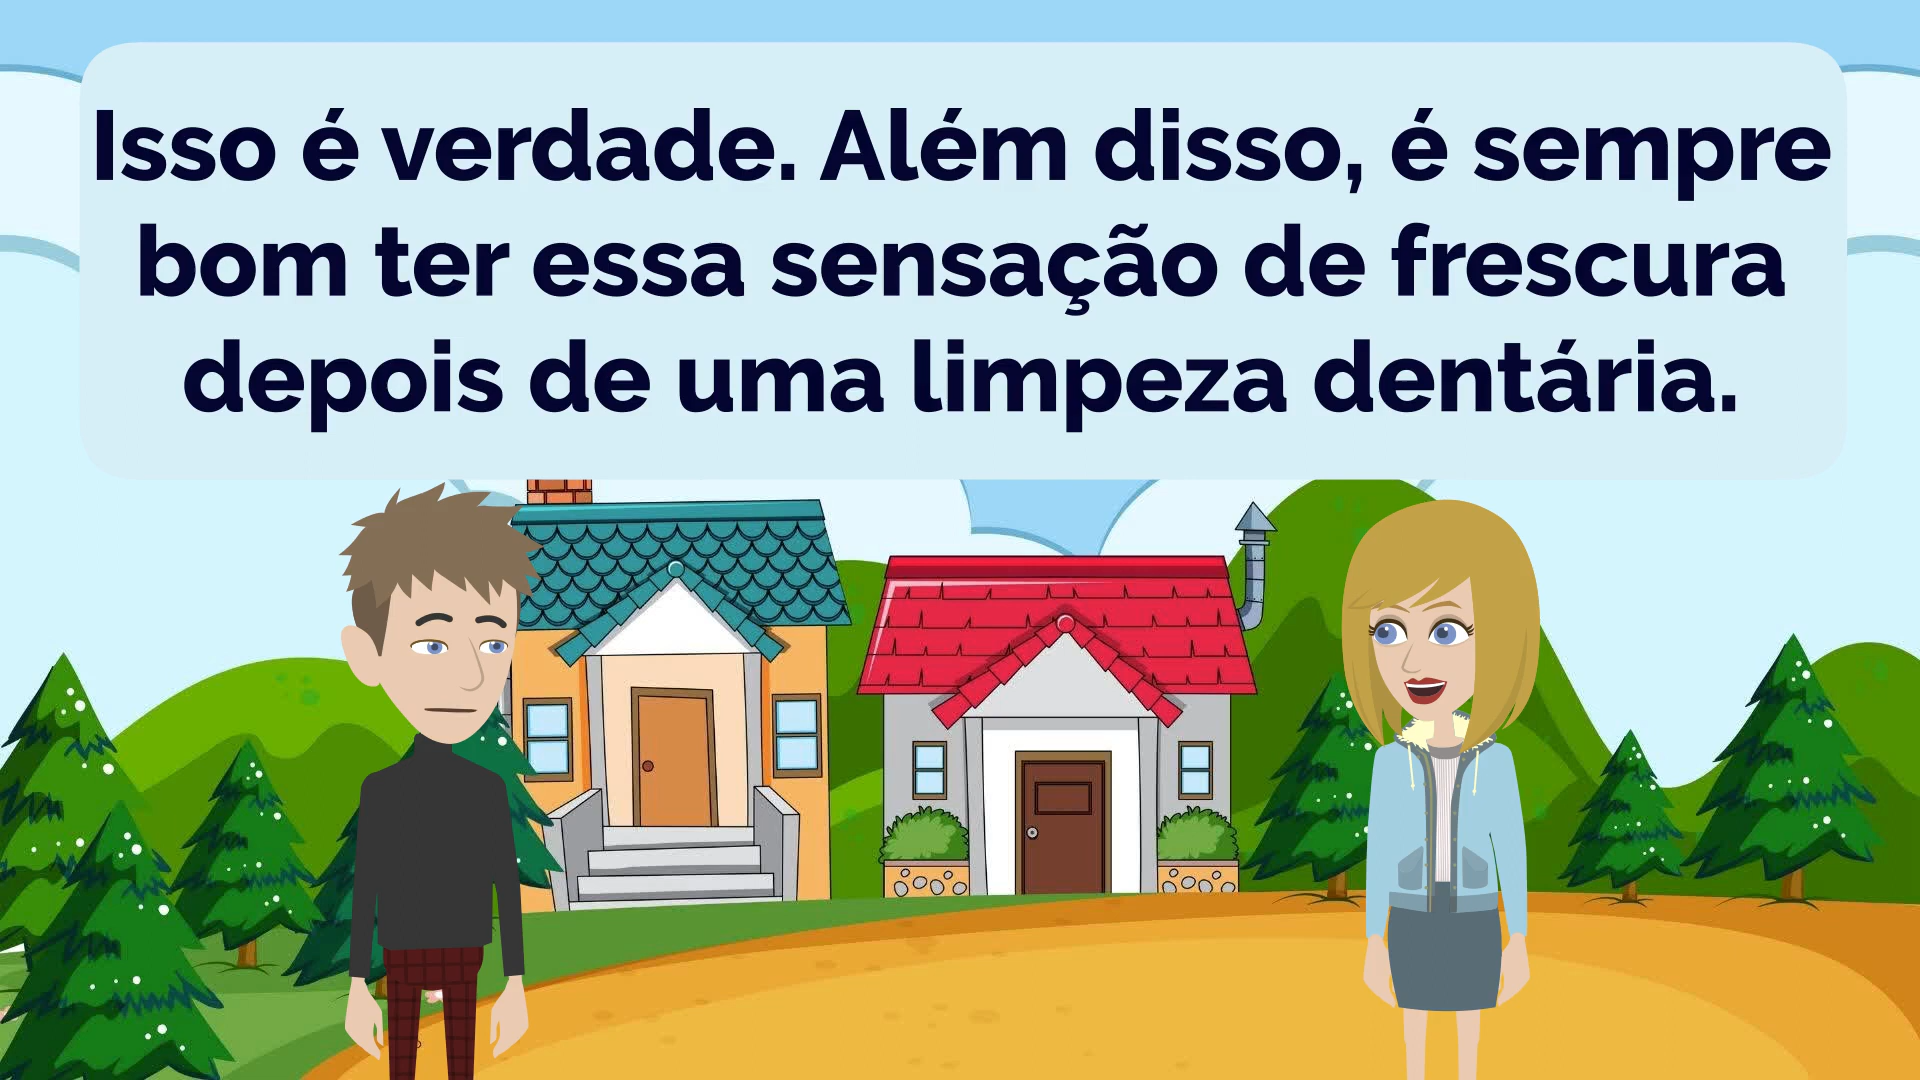 Isso é verdade. Além disso, é sempre
bom ter essa sensação de frescura
depois de uma limpeza dentária.